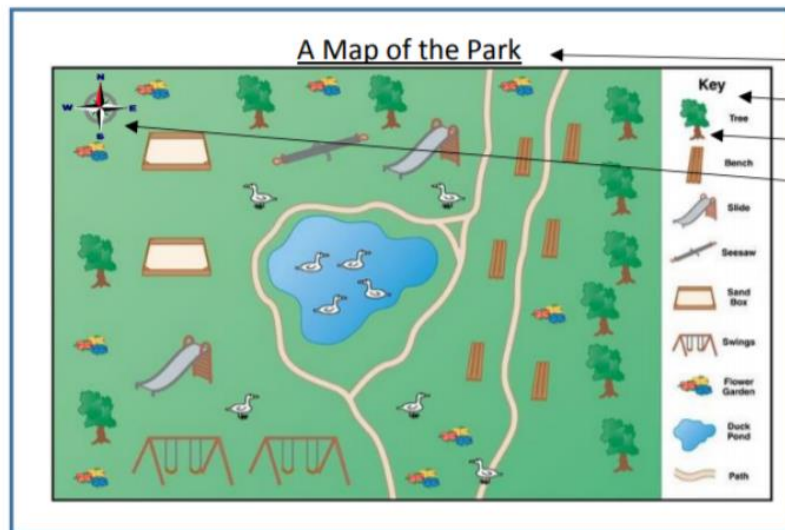 A Map of the Park
N
W E
S
Key
Tree
Bench
Slide
Seesaw
Sand
Box
Swings
Flower
Garden
Duck
Pond
Path